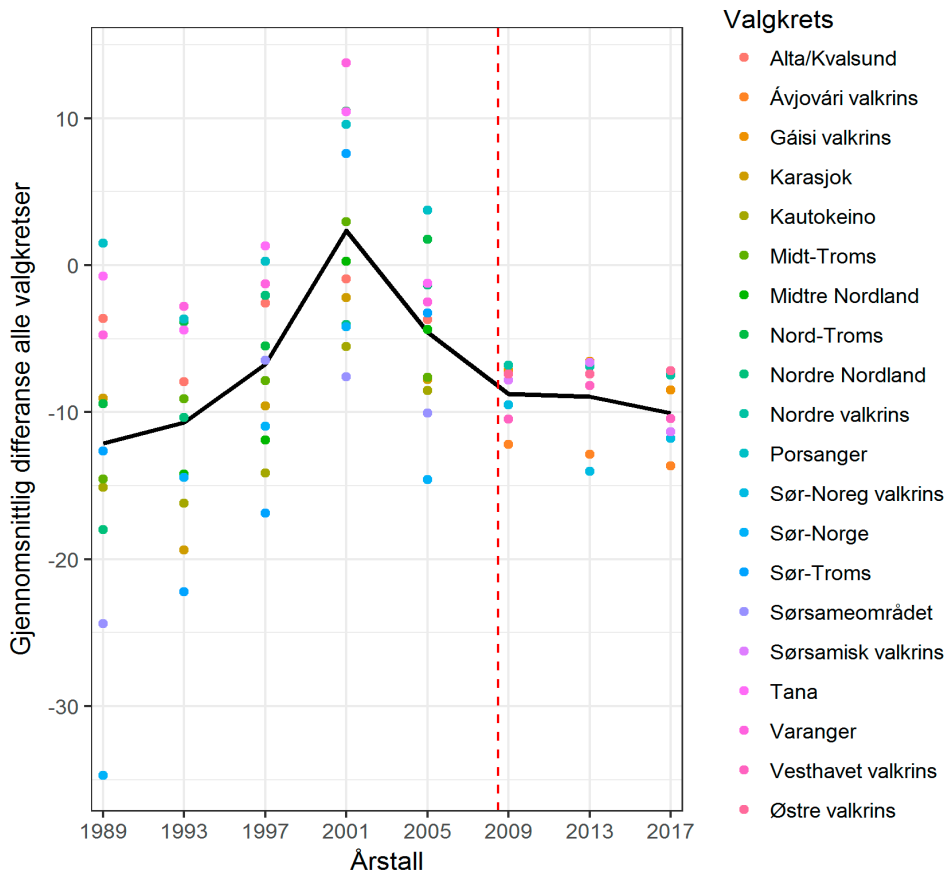 Valgkrets
Alta/Kvalsund
Ávjovári valkrins
Gáisi valkrins
Karasjok
Kautokeino
Midt-Troms
Midtre Nordland
Nord-Troms
Nordre Nordland
Nordre valkrins
Porsanger
Sør-Noreg valkrins
Sør-Norge
Sør-Troms
Sørsameområdet
Sørsamisk valkrins
Tana
Varanger
Vesthavet valkrins
Østre valkrins
Gjennomsnittlig differanse alle valgkretser
10
0
-10
-20
-30
1989 1993 1997 2001 2005 2009 2013 2017
Årstall